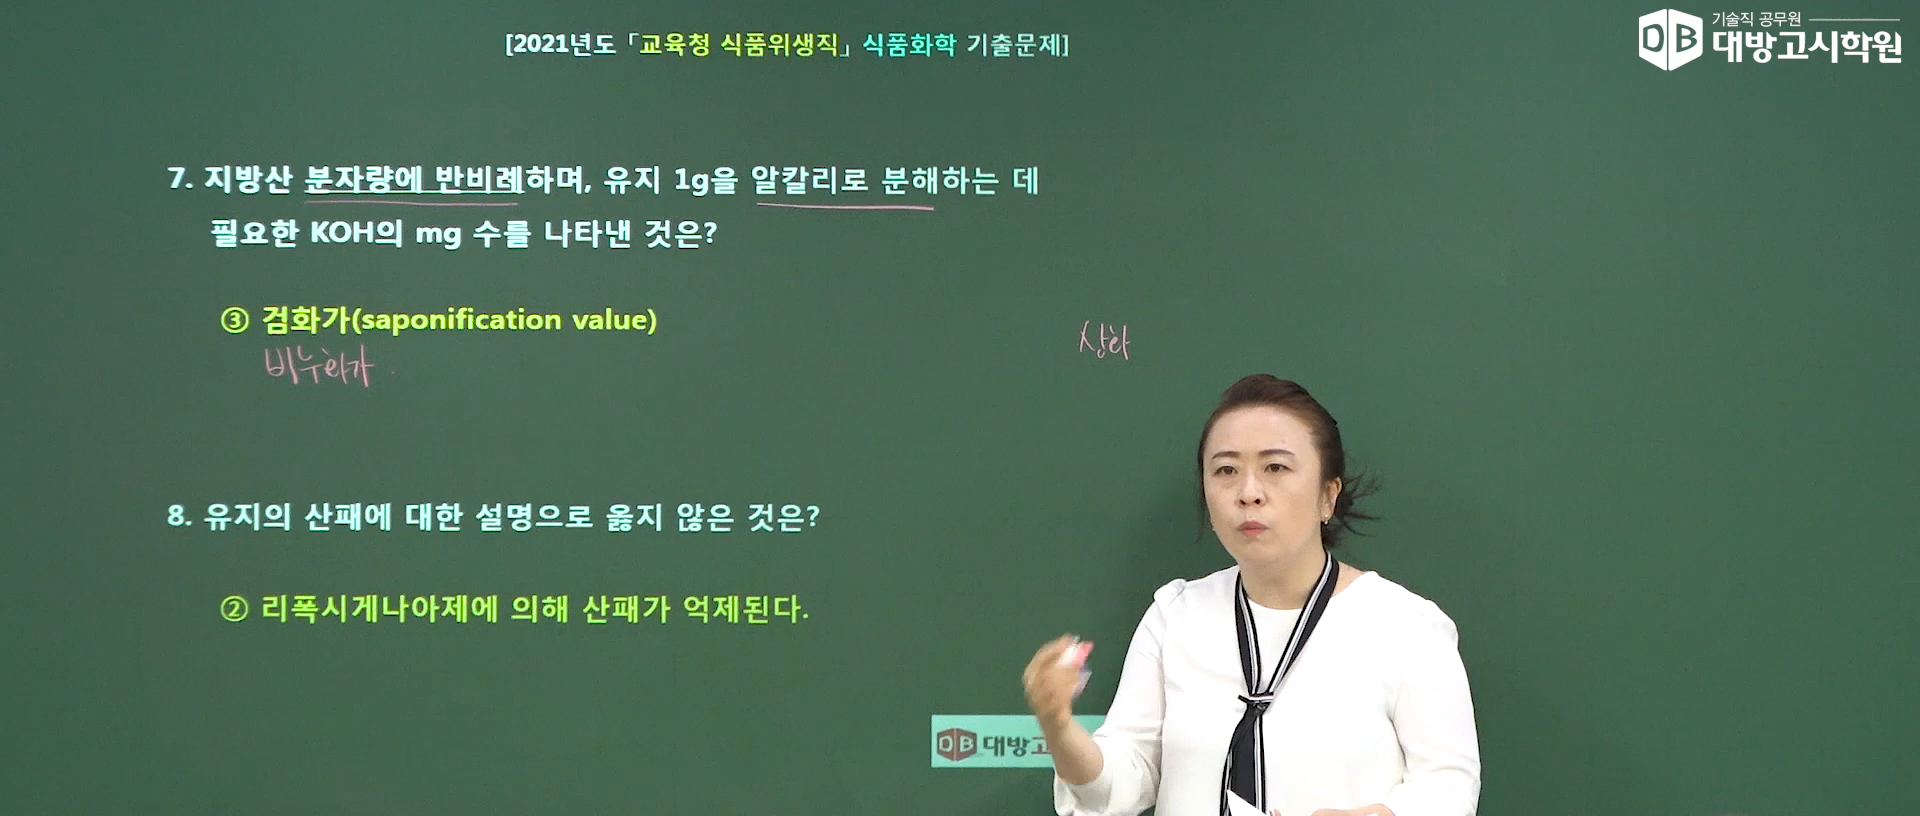 [2021년도 「교육청 식품위생직」 식품화학 기출문제]
기술직 공무원
DB 대방고시학원
7. 지방산 분자량에 반비례하며, 유지 1g을 알칼리로 분해하는 데
필요한 KOH의 mg 수를 나타낸 것은?
③ 검화가(saponification value)
비누화가
8. 유지의 산패에 대한 설명으로 옳지 않은 것은?
② 리폭시게나아제에 의해 산패가 억제된다.
DB 대방고